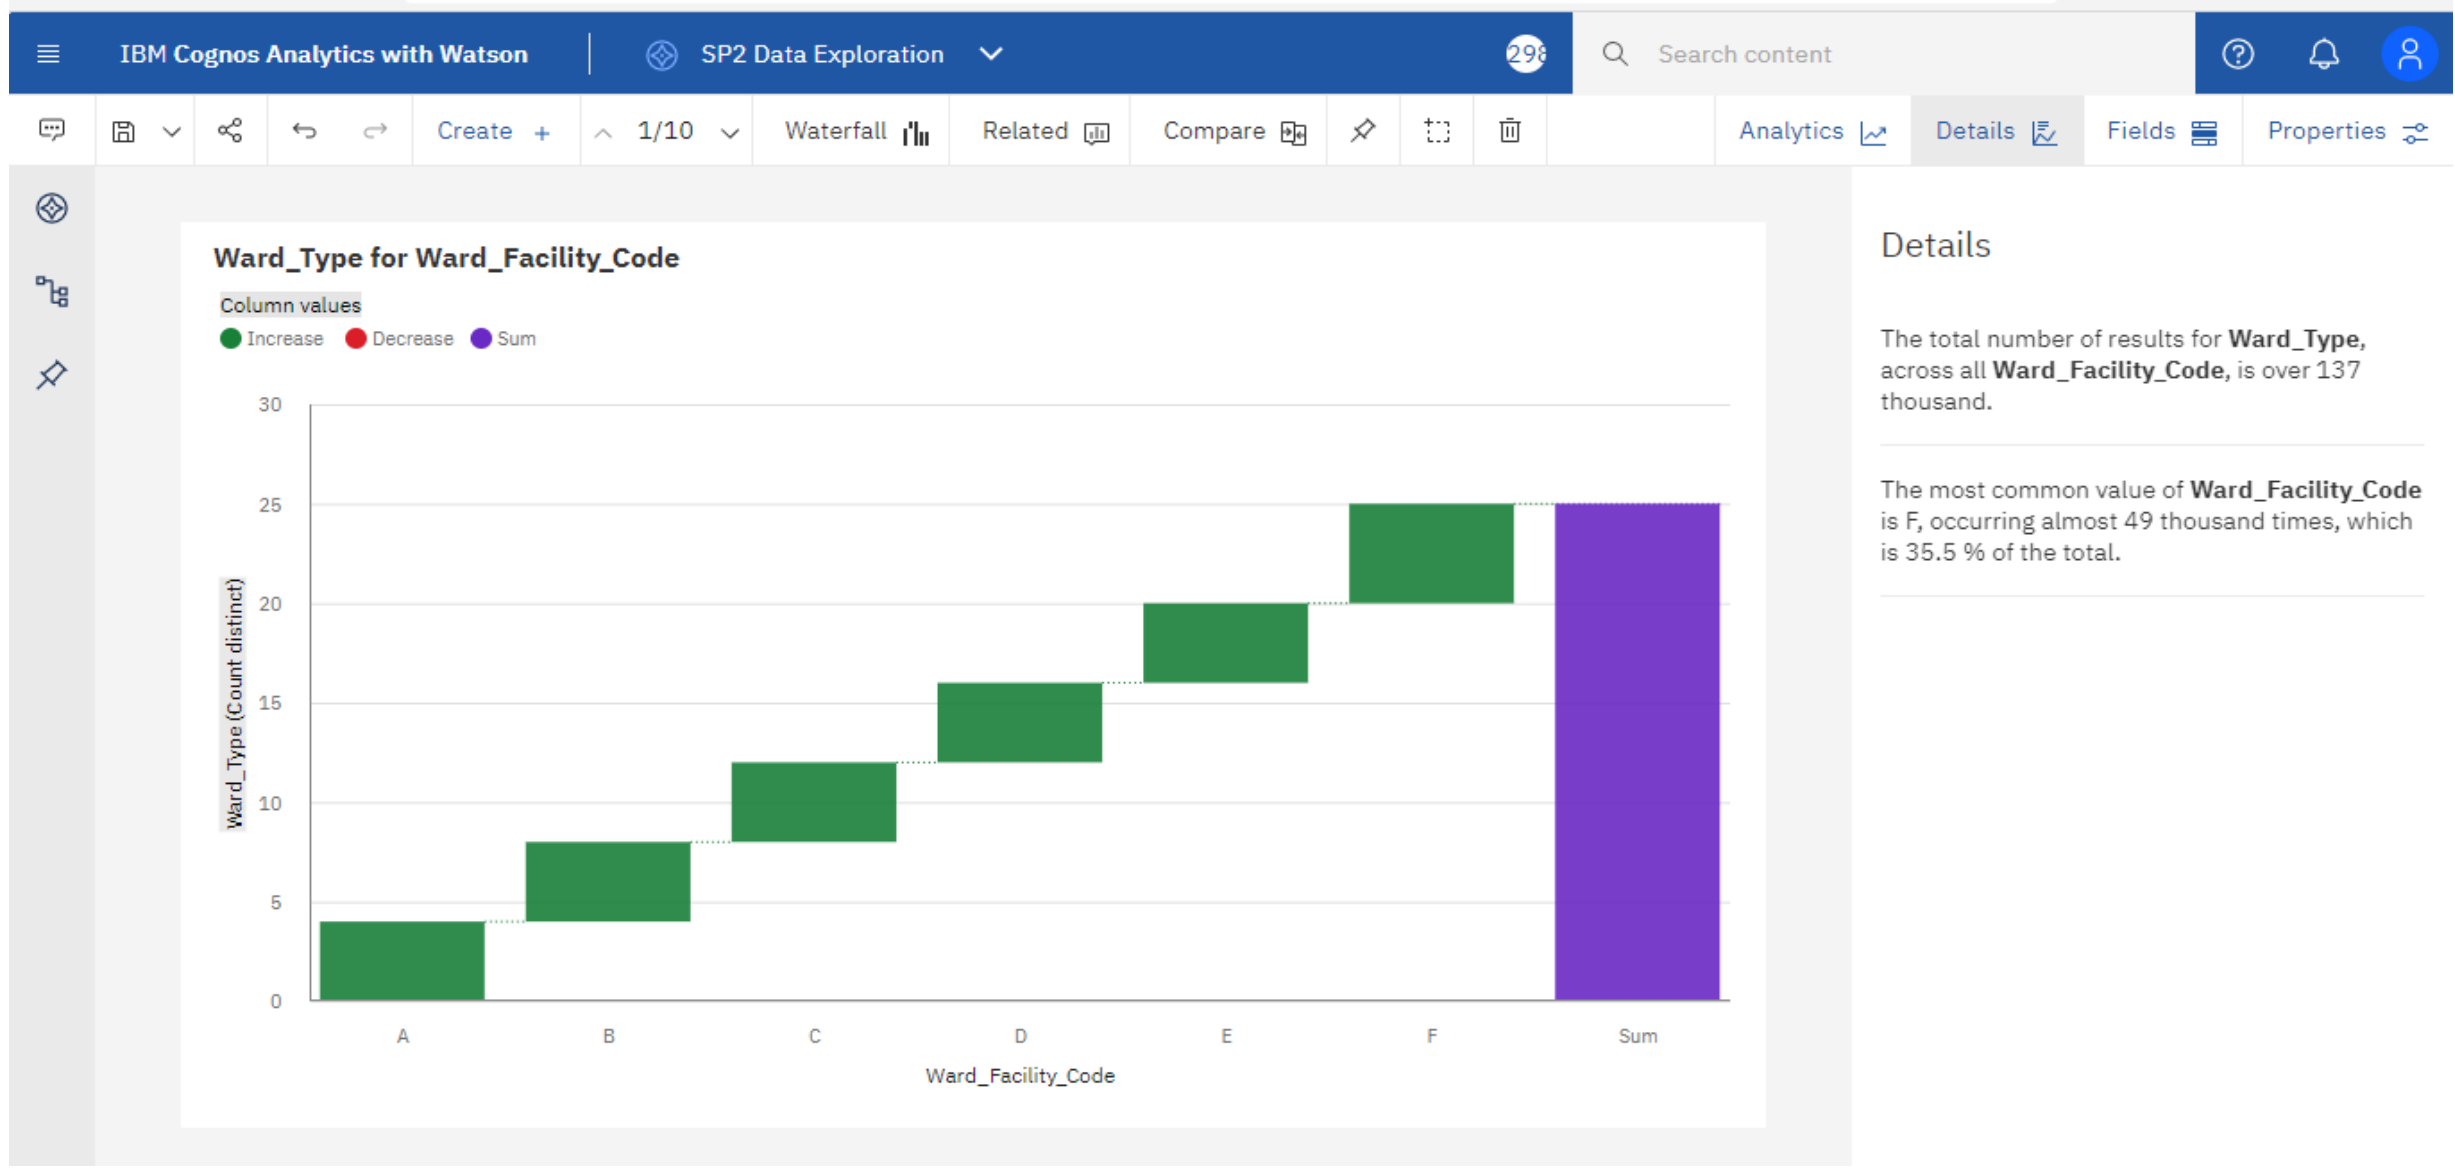 IBM Cognos Analytics with Watson
SP2 Data Exploration
298
Search content
Create +
1/10
Waterfall
Related
Compare
Analytics
Details
Fields
Properties
Ward_Type for Ward_Facility_Code
Column values
Increase Decrease Sum
30
25
20
15
10
5
0
Ward_Type (Count distinct)
A B C D E F Sum
Ward_Facility_Code
Details
The total number of results for Ward_Type,
across all Ward_Facility_Code, is over 137
thousand.
The most common value of Ward_Facility_Code
is F, occurring almost 49 thousand times, which
is 35.5 % of the total.